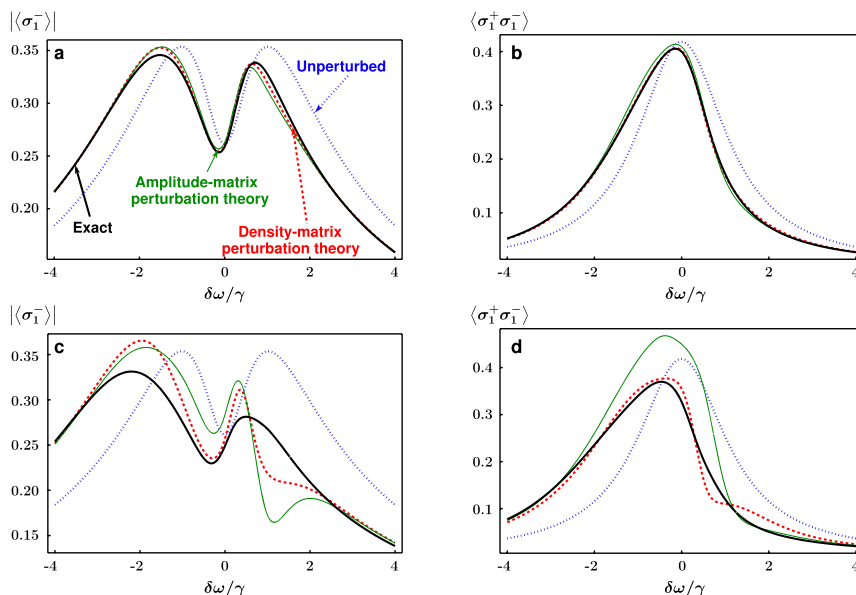 |⟨σ₁⁻⟩|
⟨σ₁⁺σ₁⁻⟩
a
b
Unperturbed
Amplitude-matrix
perturbation theory
Exact
Density-matrix
perturbation theory
0.35
0.30
0.25
0.20
-4 -2 0 2 4
δω/γ
0.4
0.3
0.2
0.1
-4 -2 0 2 4
δω/γ
|⟨σ₁⁻⟩|
⟨σ₁⁺σ₁⁻⟩
c
d
0.35
0.30
0.25
0.20
0.15
-4 -2 0 2 4
δω/γ
0.4
0.3
0.2
0.1
-4 -2 0 2 4
δω/γ